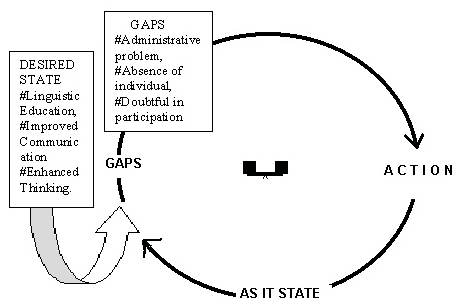 GAPS
#Administrative
problem,
#Absence of
individual,
#Doubtful in
participation
DESIRED
STATE
#Linguistic
Education,
#Improved
Communic
ation
#Enhanced
Thinking.
GAPS
ACTION
AS IT STATE